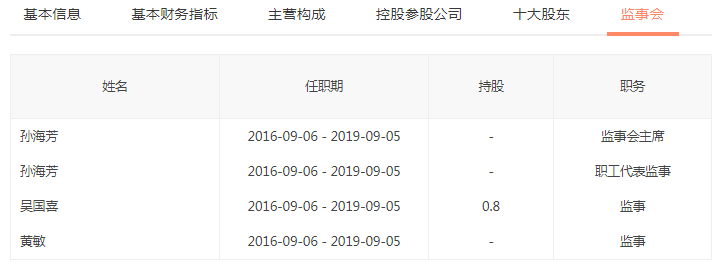 基本信息 基本财务指标 主营构成 控股参股公司 十大股东 监事会
姓名 任职期 持股 职务
孙海芳 2016-09-06 - 2019-09-05 - 监事会主席
孙海芳 2016-09-06 - 2019-09-05 - 职工代表监事
吴国喜 2016-09-06 - 2019-09-05 0.8 监事
黄敏 2016-09-06 - 2019-09-05 - 监事